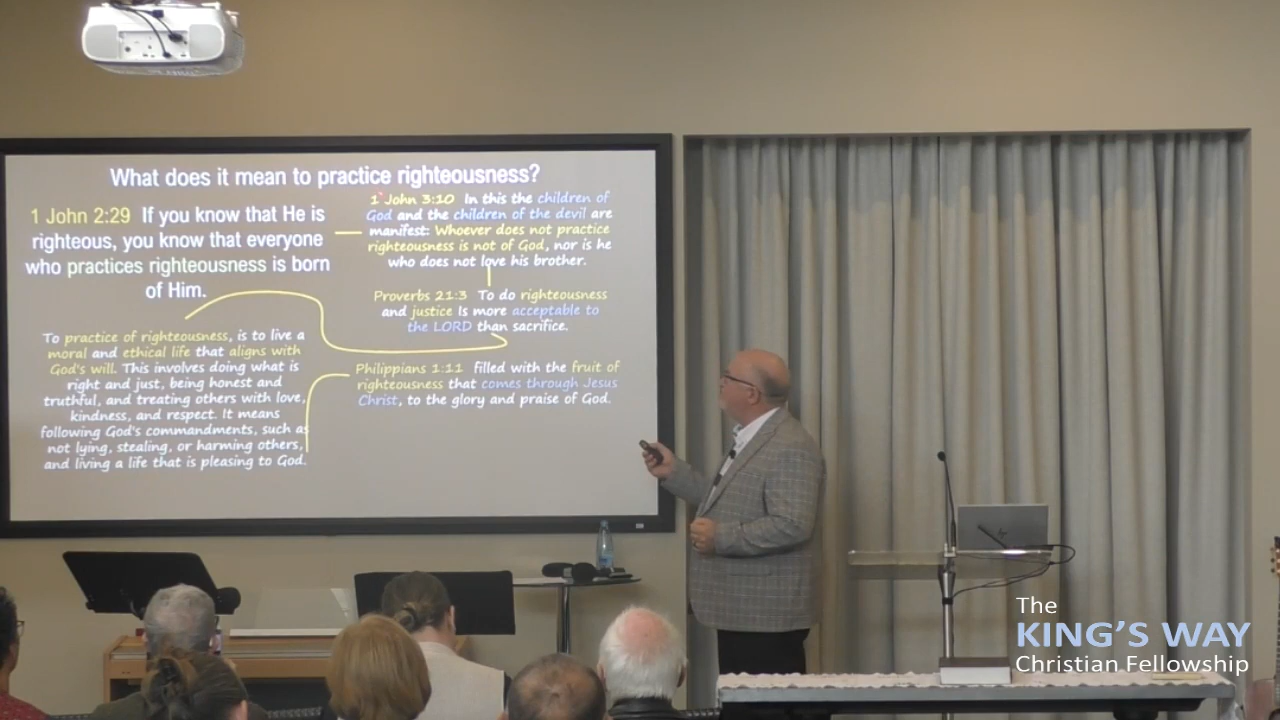 What does it mean to practice righteousness?
1 John 2:29 If you know that He is
righteous, you know that everyone
who practices righteousness is born
of Him.
1 John 3:10 In this the children of
God and the children of the devil are
manifest: Whoever does not practice
righteousness is not of God, nor is he
who does not love his brother.
Proverbs 21:3 To do righteousness
and justice Is more acceptable to
the LORD than sacrifice.
To practice of righteousness, is to live a
moral and ethical life that aligns with
God's will. This involves doing what is
right and just, being honest and
truthful, and treating others with love,
kindness, and respect. It means
following God's commandments, such as
not lying, stealing, or harming others,
and living a life that is pleasing to God.
Philippians 1:11 filled with the fruit of
righteousness that comes through Jesus
Christ, to the glory and praise of God.
The
KING'S WAY
Christian Fellowship